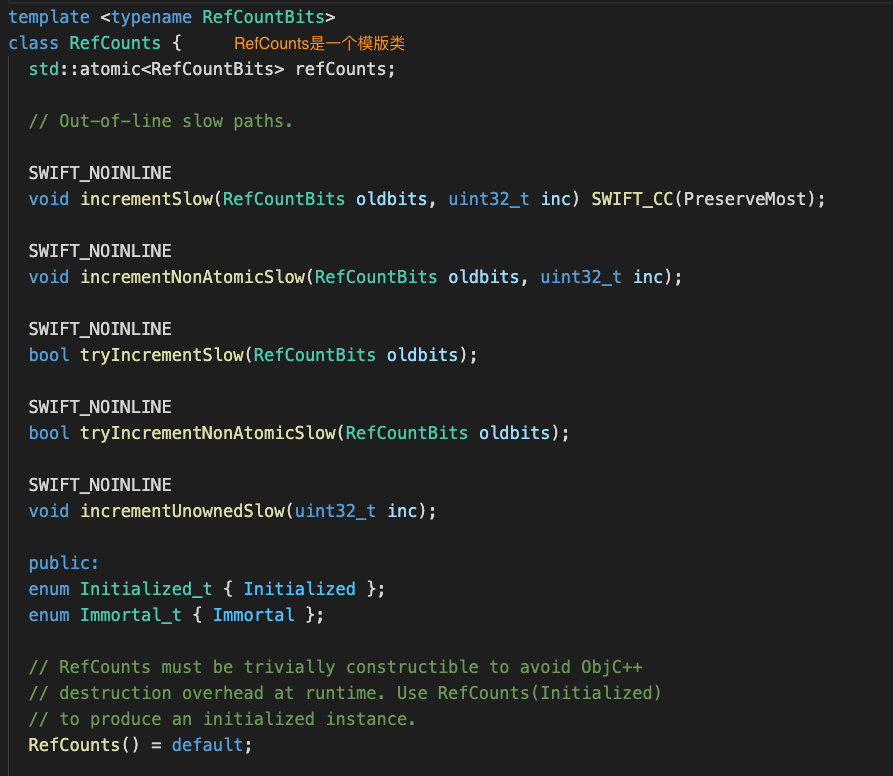 template <typename RefCountBits>
class RefCounts { RefCounts是一个模版类
std::atomic<RefCountBits> refCounts;
// Out-of-line slow paths.
SWIFT_NOINLINE
void incrementSlow(RefCountBits oldbits, uint32_t inc) SWIFT_CC(PreserveMost);
SWIFT_NOINLINE
void incrementNonAtomicSlow(RefCountBits oldbits, uint32_t inc);
SWIFT_NOINLINE
bool tryIncrementSlow(RefCountBits oldbits);
SWIFT_NOINLINE
bool tryIncrementNonAtomicSlow(RefCountBits oldbits);
SWIFT_NOINLINE
void incrementUnownedSlow(uint32_t inc);
public:
enum Initialized_t { Initialized };
enum Immortal_t { Immortal };
// RefCounts must be trivially constructible to avoid ObjC++
// destruction overhead at runtime. Use RefCounts(Initialized)
// to produce an initialized instance.
RefCounts() = default;